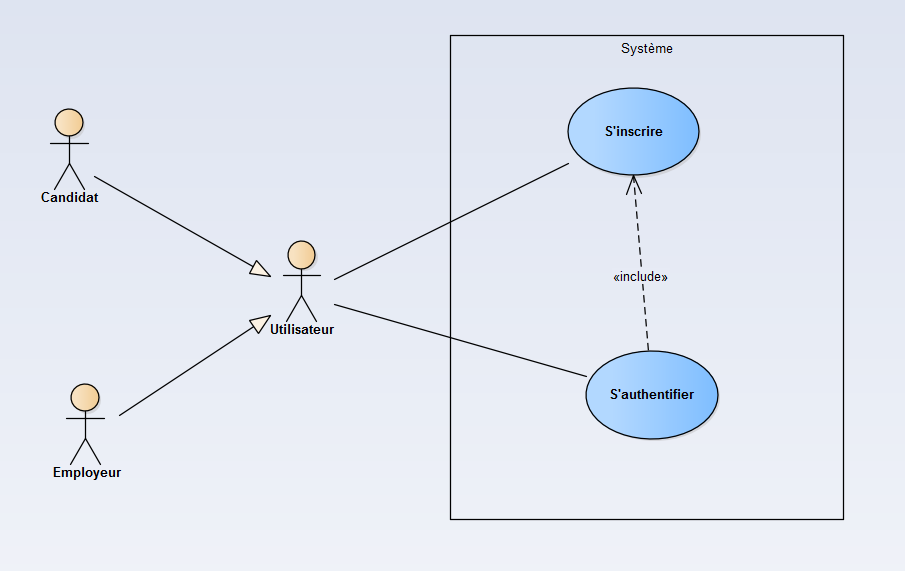 Système
S'inscrire
Candidat
«include»
Utilisateur
S'authentifier
Employeur